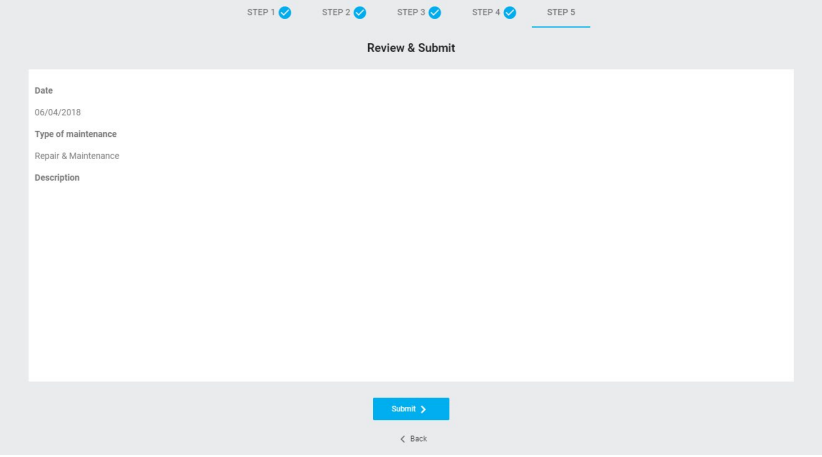 STEP 1 STEP 2 STEP 3 STEP 4 STEP 5
Review & Submit
Date
06/04/2018
Type of maintenance
Repair & Maintenance
Description
Submit
Back